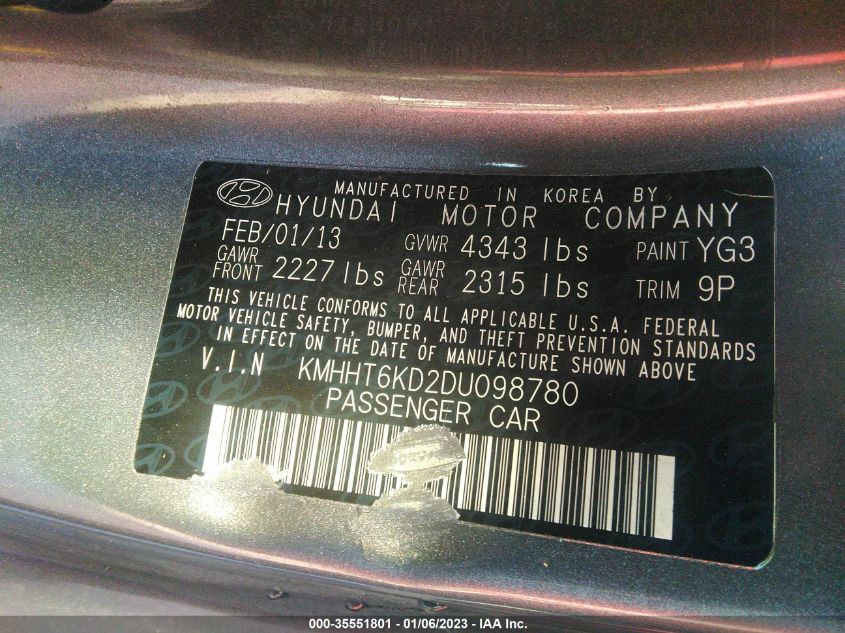 MANUFACTURED IN KOREA BY
HYUNDAI MOTOR COMPANY
FEB/01/13 GVWR 4343 lbs PAINT YG3
GAWR FRONT 2227 lbs GAWR REAR 2315 lbs TRIM 9P
THIS VEHICLE CONFORMS TO ALL APPLICABLE U.S.A. FEDERAL
MOTOR VEHICLE SAFETY, BUMPER, AND THEFT PREVENTION STANDARDS
IN EFFECT ON THE DATE OF MANUFACTURE SHOWN ABOVE
V.I.N KMHHT6KD2DU098780
PASSENGER CAR
000-35551801 - 01/06/2023 - IAA Inc.